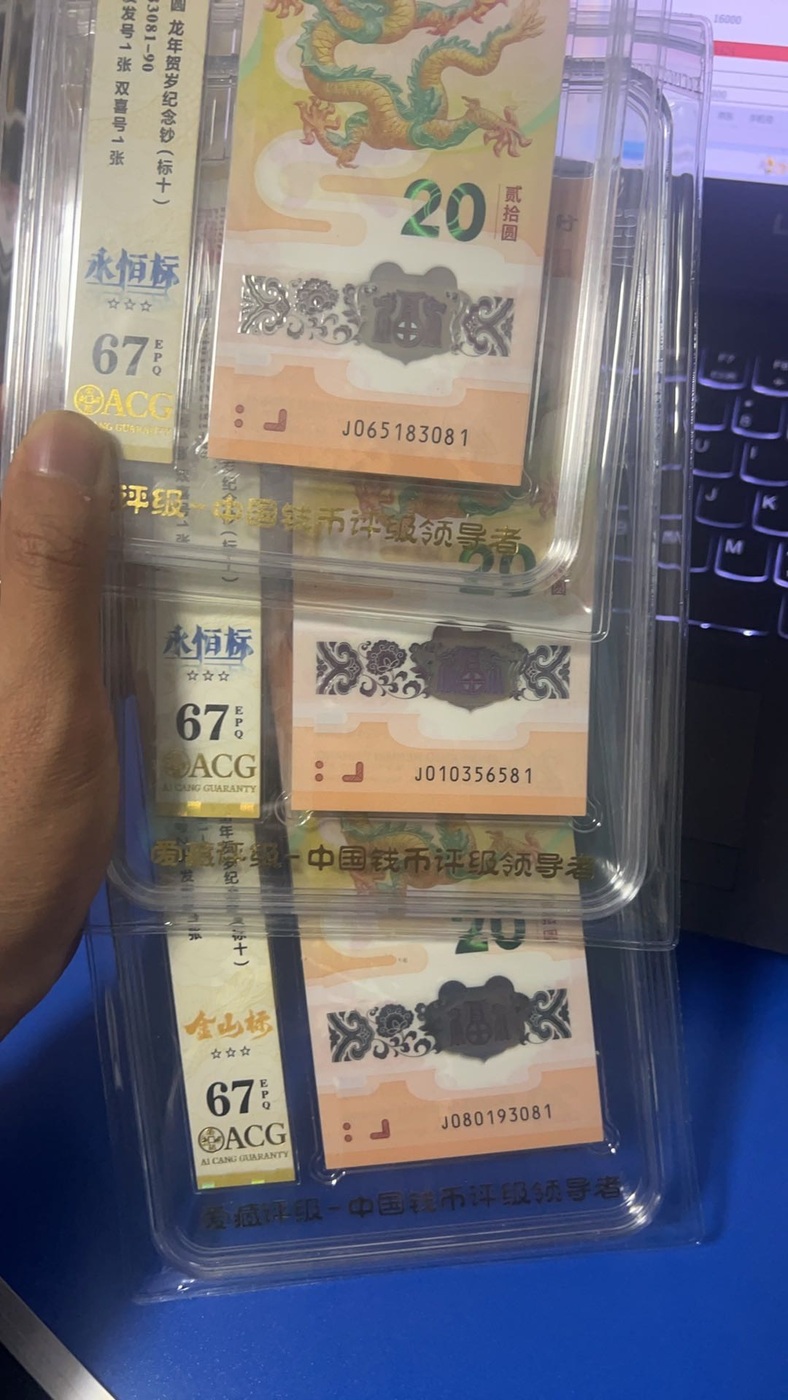 圆 龙年贺岁纪念钞(标十)
3081-90
发号1张 双喜号1张
永恒标
☆☆☆
67 EPQ
ACG
20 贰拾圆
J065183081
评级-中国钱币评级领导者
20
永恒标
☆☆☆
67 EPQ
ACG
AI CANG GUARANTY
J010356581
爱藏评级-中国钱币评级领导者
20
金山标
☆☆☆
67 EPQ
ACG
AI CANG GUARANTY
J080193081
爱藏评级-中国钱币评级领导者
16000
F7
J
K
M